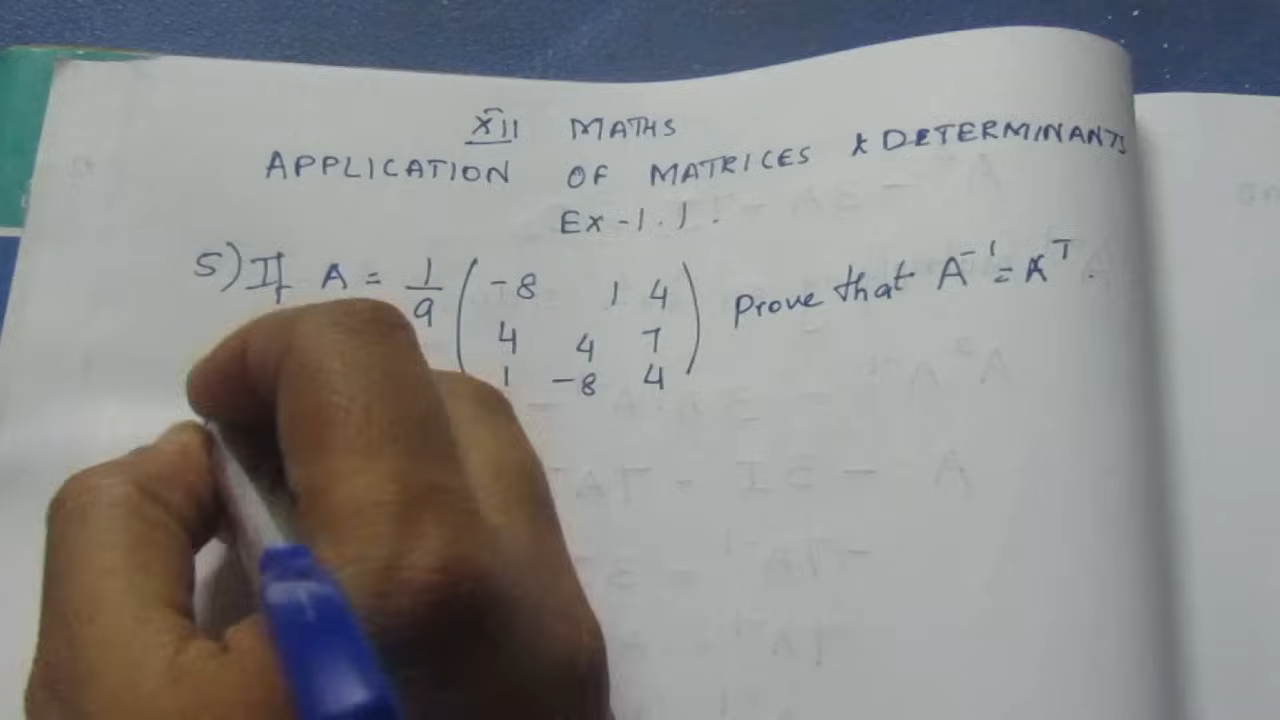 XII MATHS
APPLICATION OF MATRICES & DETERMINANTS
Ex-1.1.
5) If A = 1/9 ( -8 1 4 ) Prove that A⁻¹ = Aᵀ.
4 4 7
1 -8 4